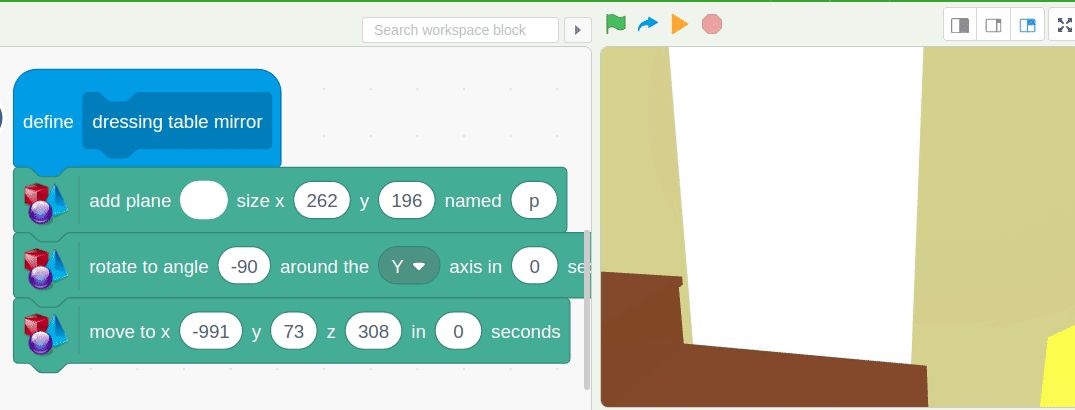 Search workspace block
define dressing table mirror
add plane size x 262 y 196 named p
rotate to angle -90 around the Y axis in 0 sec
move to x -991 y 73 z 308 in 0 seconds